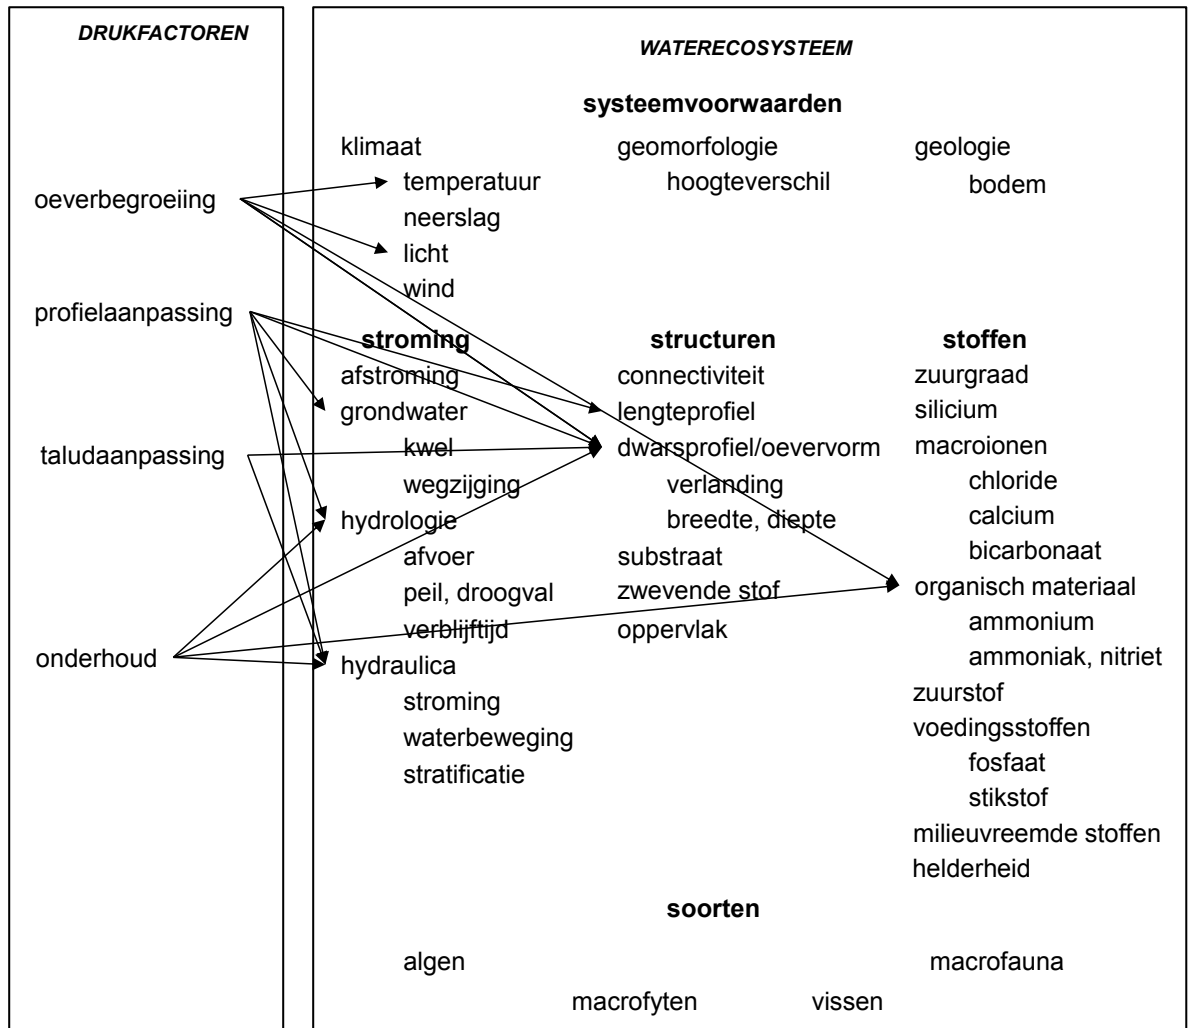 DRUKFACTOREN
oeverbegroeiing
profielaanpassing
taludaanpassing
onderhoud
WATERECOSYSTEEM
systeemvoorwaarden
klimaat
temperatuur
neerslag
licht
wind
geomorfologie
hoogteverschil
geologie
bodem
stroming
afstroming
grondwater
kwel
wegzijging
hydrologie
afvoer
peil, droogval
verblijftijd
hydraulica
stroming
waterbeweging
stratificatie
structuren
connectiviteit
lengteprofiel
dwarsprofiel/oevervorm
verlanding
breedte, diepte
substraat
zwevende stof
oppervlak
stoffen
zuurgraad
silicium
macroionen
chloride
calcium
bicarbonaat
organisch materiaal
ammonium
ammoniak, nitriet
zuurstof
voedingsstoffen
fosfaat
stikstof
milieuvreemde stoffen
helderheid
soorten
algen
macrofauna
macrofyten
vissen